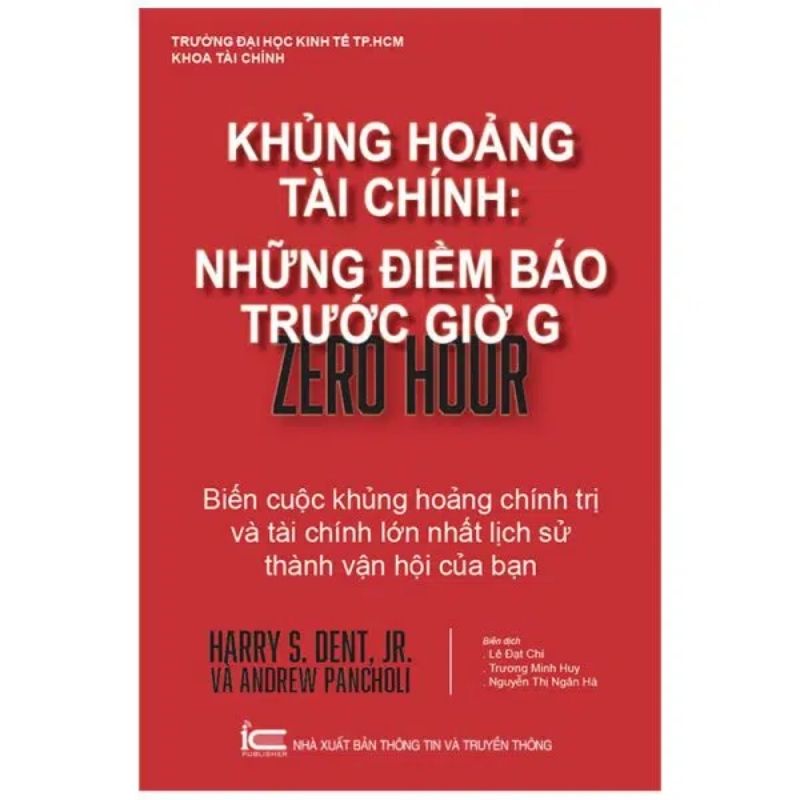 TRƯỜNG ĐẠI HỌC KINH TẾ TP.HCM
KHOA TÀI CHÍNH
KHỦNG HOẢNG
TÀI CHÍNH:
NHỮNG ĐIỀM BÁO
TRƯỚC GIỜ G
ZERO HOUR
Biến cuộc khủng hoảng chính trị
và tài chính lớn nhất lịch sử
thành vận hội của bạn
HARRY S. DENT, JR.
VÀ ANDREW PANCHOLI
Biên dịch
. Lê Đạt Chí
. Trương Minh Huy
. Nguyễn Thị Ngân Hà
ic
PUBLISHER
NHÀ XUẤT BẢN THÔNG TIN VÀ TRUYỀN THÔNG